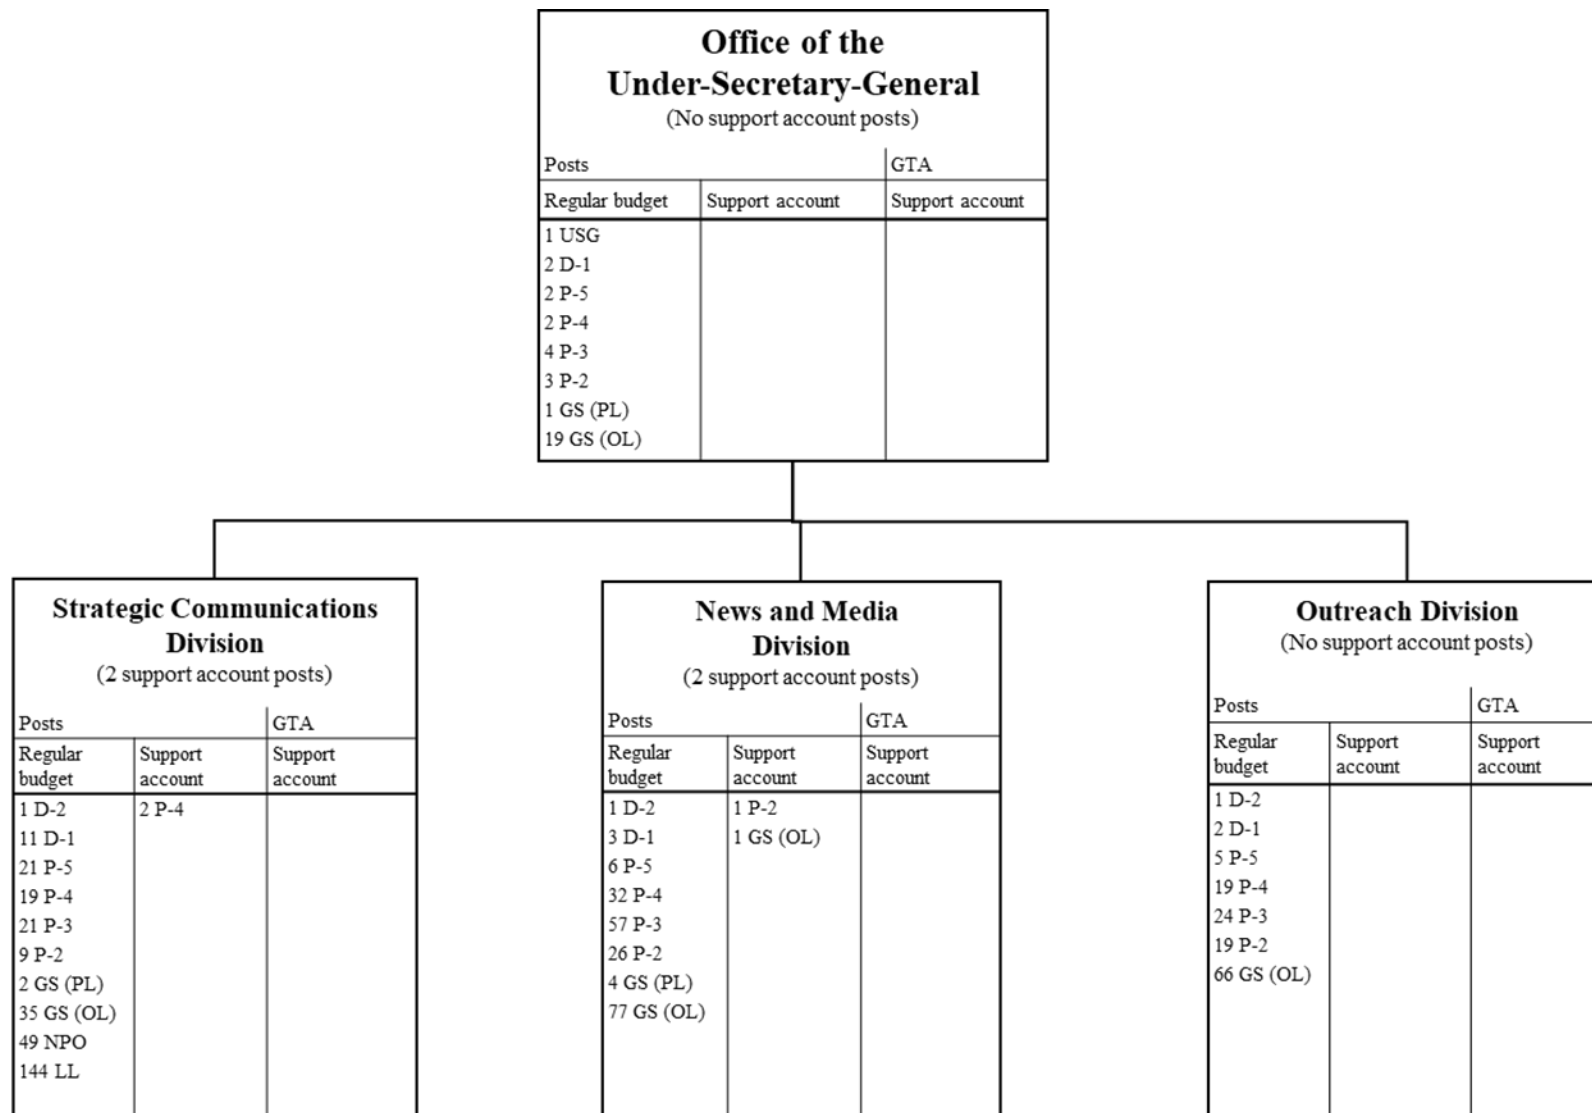 Office of the
Under-Secretary-General
(No support account posts)
Posts GTA
Regular budget Support account Support account
1 USG
2 D-1
2 P-5
2 P-4
4 P-3
3 P-2
1 GS (PL)
19 GS (OL)
Strategic Communications
Division
(2 support account posts)
Posts GTA
Regular Support Support
budget account account
1 D-2 2 P-4
11 D-1
21 P-5
19 P-4
21 P-3
9 P-2
2 GS (PL)
35 GS (OL)
49 NPO
144 LL
News and Media
Division
(2 support account posts)
Posts GTA
Regular Support Support
budget account account
1 D-2 1 P-2
3 D-1 1 GS (OL)
6 P-5
32 P-4
57 P-3
26 P-2
4 GS (PL)
77 GS (OL)
Outreach Division
(No support account posts)
Posts GTA
Regular Support Support
budget account account
1 D-2
2 D-1
5 P-5
19 P-4
24 P-3
19 P-2
66 GS (OL)